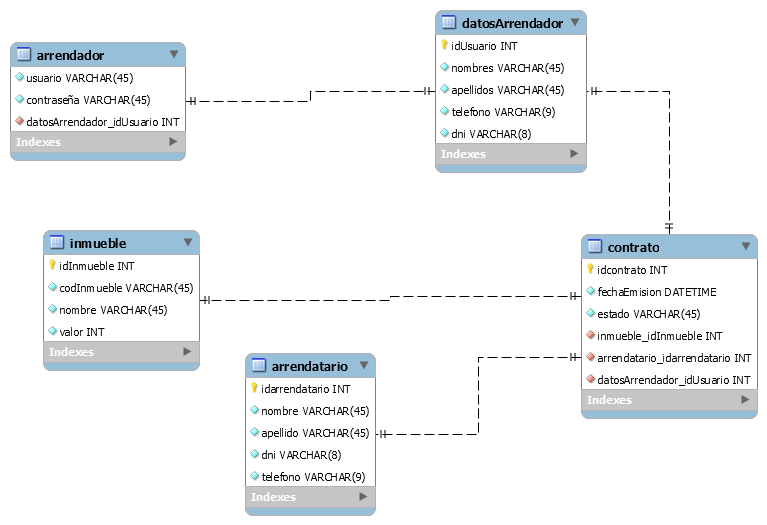 datosArrendador
idUsuario INT
nombres VARCHAR(45)
apellidos VARCHAR(45)
telefono VARCHAR(9)
dni VARCHAR(8)
Indexes
arrendador
usuario VARCHAR(45)
contraseña VARCHAR(45)
datosArrendador_idUsuario INT
Indexes
inmueble
idInmueble INT
codInmueble VARCHAR(45)
nombre VARCHAR(45)
valor INT
Indexes
contrato
idcontrato INT
fechaEmision DATETIME
estado VARCHAR(45)
inmueble_idInmueble INT
arrendatario_idarrendatario INT
datosArrendador_idUsuario INT
Indexes
arrendatario
idarrendatario INT
nombre VARCHAR(45)
apellido VARCHAR(45)
dni VARCHAR(8)
telefono VARCHAR(9)
Indexes